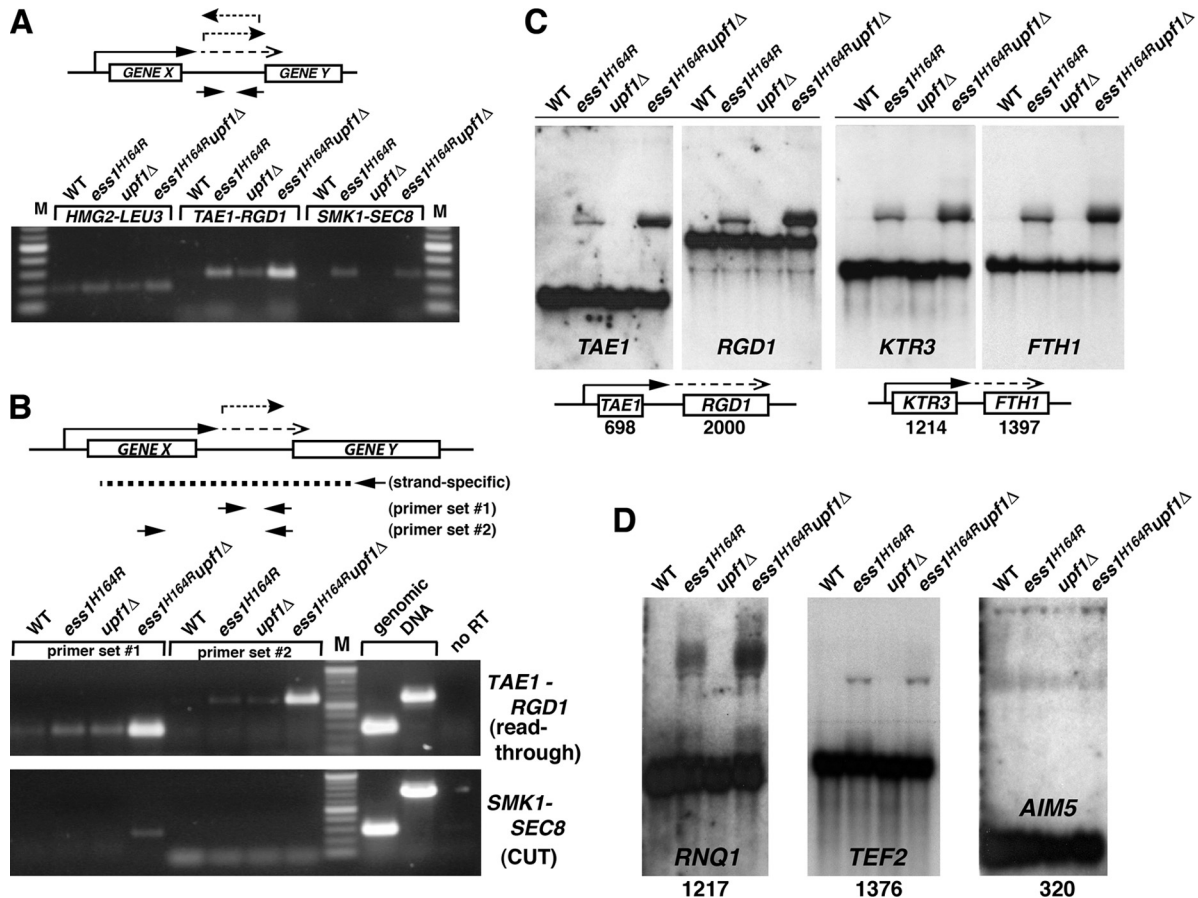 A
GENE X GENE Y
WT ess1H164R upf1Δ ess1H164Rupf1Δ WT ess1H164R upf1Δ ess1H164Rupf1Δ WT ess1H164R upf1Δ ess1H164Rupf1Δ
M HMG2-LEU3 TAE1-RGD1 SMK1-SEC8 M
B
GENE X GENE Y
(strand-specific)
(primer set #1)
(primer set #2)
WT ess1H164R upf1Δ ess1H164Rupf1Δ WT ess1H164R upf1Δ ess1H164Rupf1Δ M genomic DNA no RT
primer set #1 primer set #2
TAE1 -
RGD1
(read-
through)
SMK1-
SEC8
(CUT)
C
WT ess1H164R upf1Δ ess1H164Rupf1Δ WT ess1H164R upf1Δ ess1H164Rupf1Δ WT ess1H164R upf1Δ ess1H164Rupf1Δ WT ess1H164R upf1Δ ess1H164Rupf1Δ
TAE1 RGD1 KTR3 FTH1
TAE1 RGD1 KTR3 FTH1
698 2000 1214 1397
D
WT ess1H164R upf1Δ ess1H164Rupf1Δ WT ess1H164R upf1Δ ess1H164Rupf1Δ WT ess1H164R upf1Δ ess1H164Rupf1Δ
RNQ1 TEF2 AIM5
1217 1376 320